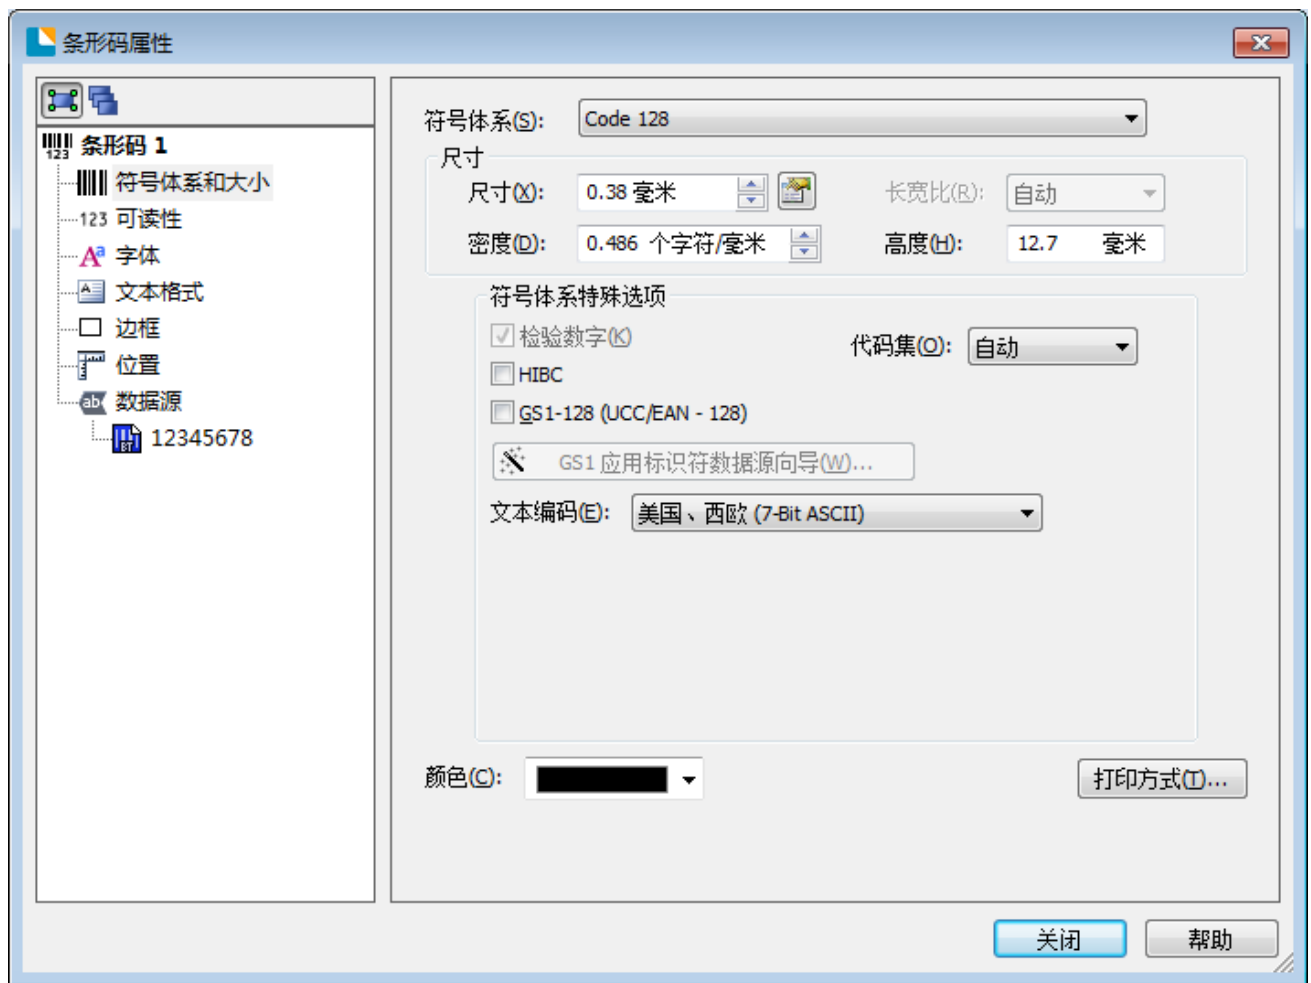 条形码属性
条形码 1
符号体系和大小
123 可读性
字体
文本格式
边框
位置
数据源
12345678
符号体系(S): Code 128
尺寸
尺寸(X): 0.38 毫米 长宽比(R): 自动
密度(D): 0.486 个字符/毫米 高度(H): 12.7 毫米
符号体系特殊选项
检验数字(K) 代码集(O): 自动
HIBC
GS1-128 (UCC/EAN - 128)
GS1 应用标识符数据源向导(W)...
文本编码(E): 美国、西欧 (7-Bit ASCII)
颜色(C): 打印方式(T)...
关闭 帮助